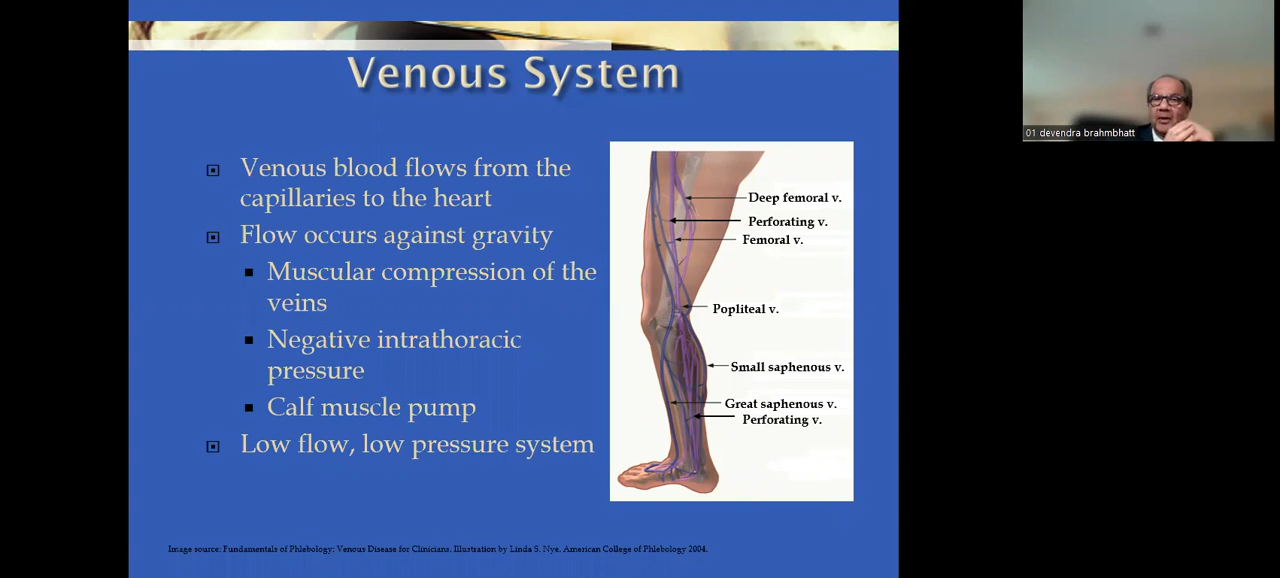 Venous System
Venous blood flows from the
capillaries to the heart
Flow occurs against gravity
Muscular compression of the
veins
Negative intrathoracic
pressure
Calf muscle pump
Low flow, low pressure system
Deep femoral v.
Perforating v.
Femoral v.
Popliteal v.
Small saphenous v.
Great saphenous v.
Perforating v.
Image source: Fundamentals of Phlebology: Venous Disease for Clinicians. Illustration by Linda S. Nye, American College of Phlebology 2004.
01 devendra brahmbhatt